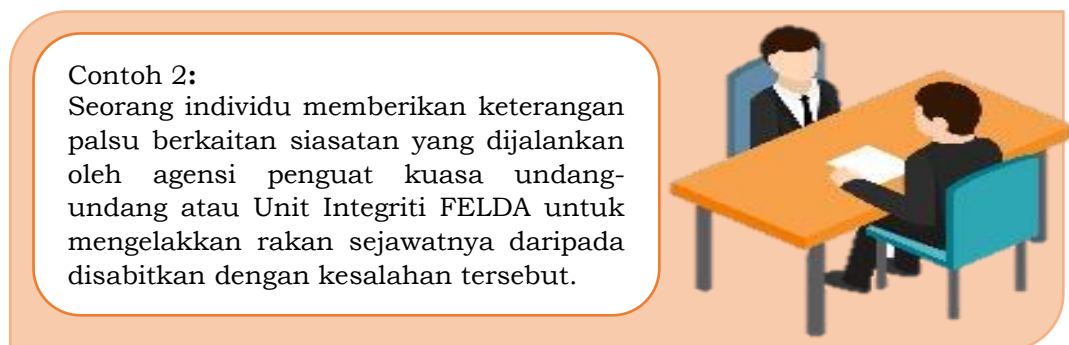 Contoh 2:
Seorang individu memberikan keterangan
palsu berkaitan siasatan yang dijalankan
oleh agensi penguat kuasa undang-
undang atau Unit Integriti FELDA untuk
mengelakkan rakan sejawatnya daripada
disabitkan dengan kesalahan tersebut.